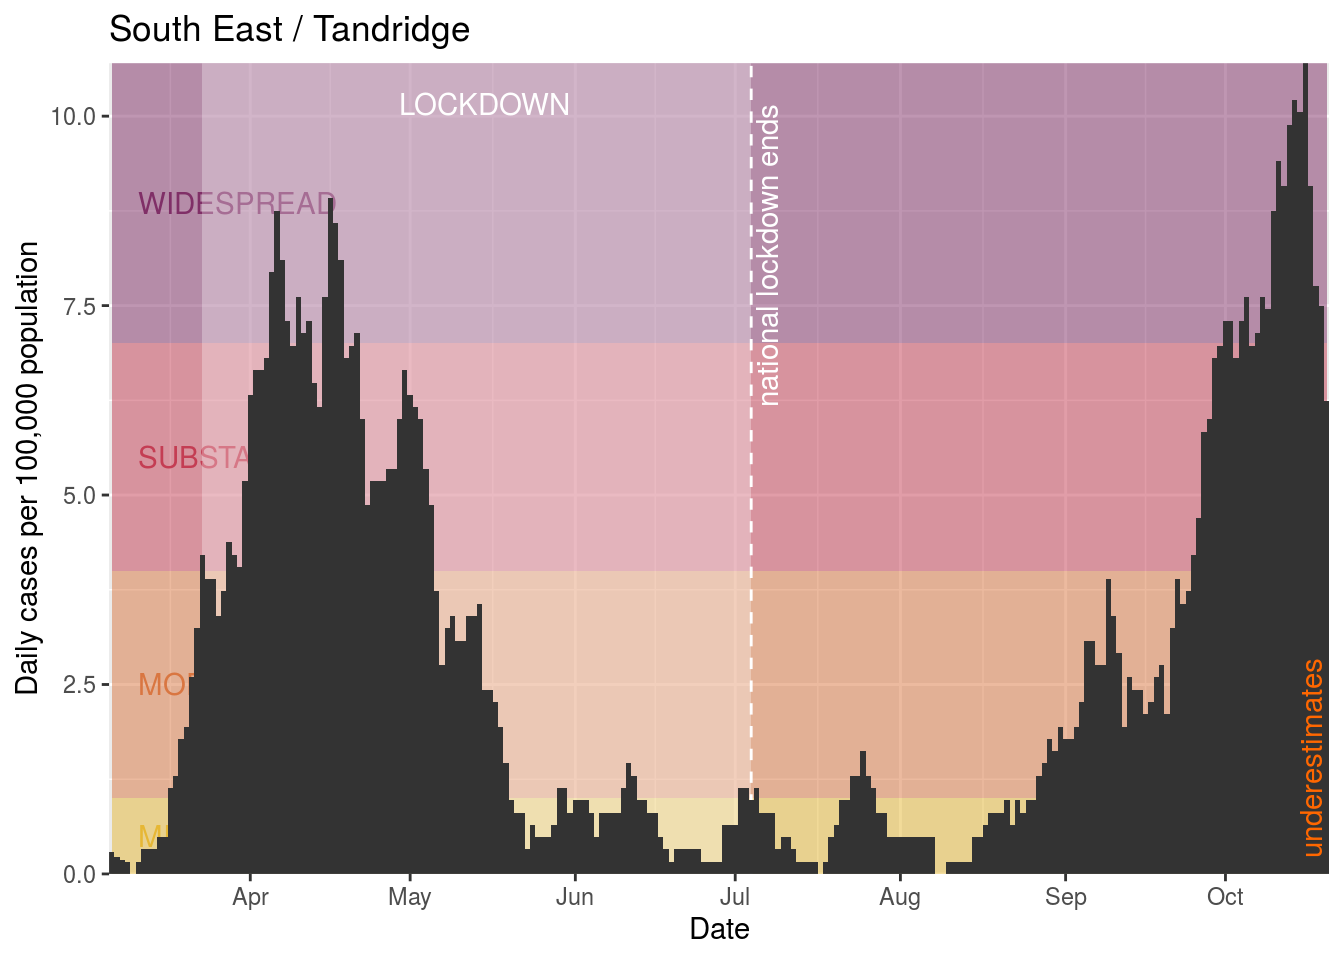 South East / Tandridge
LOCKDOWN
national lockdown ends
WIDESPREAD
SUBSTA
MO
M
underestimates
Daily cases per 100,000 population
10.0
7.5
5.0
2.5
0.0
Apr
May
Jun
Jul
Aug
Sep
Oct
Date